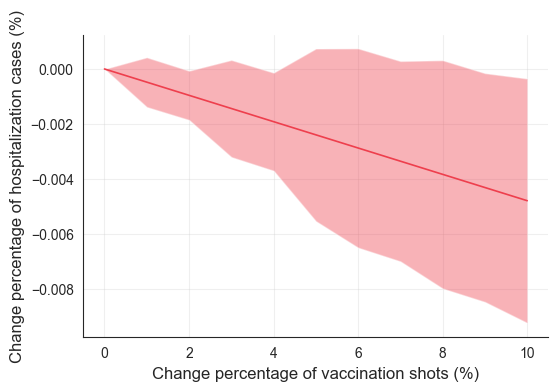 Change percentage of hospitalization cases (%)
0.000
−0.002
−0.004
−0.006
−0.008
0 2 4 6 8 10
Change percentage of vaccination shots (%)